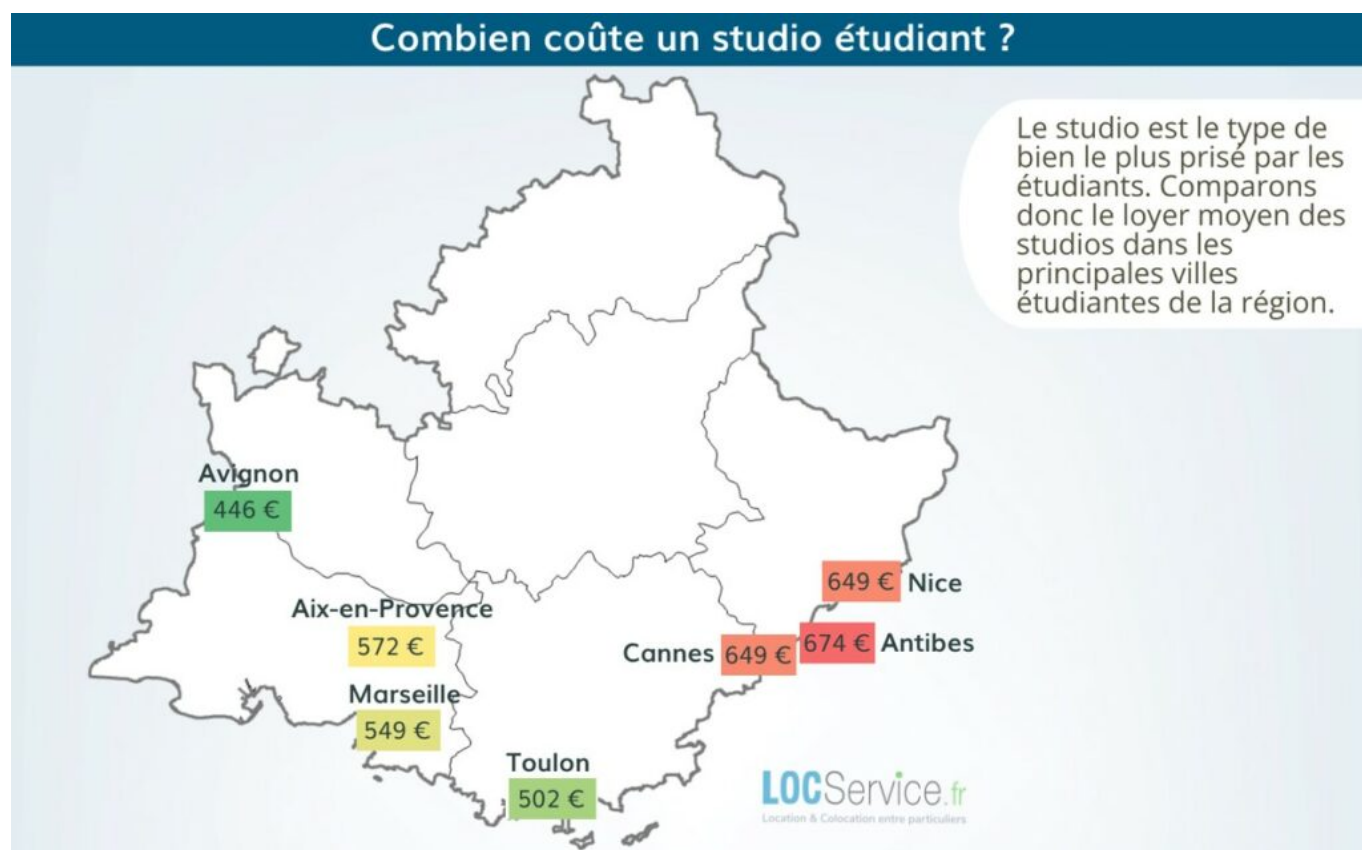 Combien coûte un studio étudiant ?
Le studio est le type de
bien le plus prisé par les
étudiants. Comparons
donc le loyer moyen des
studios dans les
principales villes
étudiantes de la région.
Avignon
446 €
649 € Nice
Aix-en-Provence
572 €
Cannes 649 €
674 € Antibes
Marseille
549 €
Toulon
502 €
LOCService.fr
Location & Colocation entre particuliers